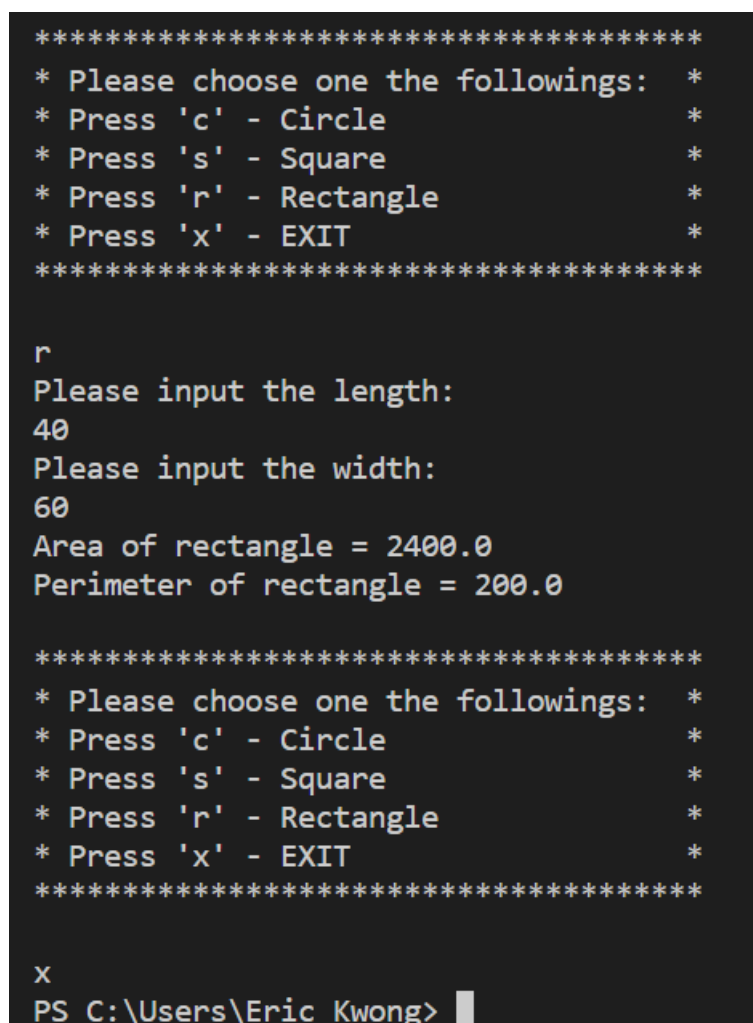 **************************************
* Please choose one the followings:  *
* Press 'c' - Circle                 *
* Press 's' - Square                 *
* Press 'r' - Rectangle              *
* Press 'x' - EXIT                   *
**************************************
r
Please input the length:
40
Please input the width:
60
Area of rectangle = 2400.0
Perimeter of rectangle = 200.0
**************************************
* Please choose one the followings:  *
* Press 'c' - Circle                 *
* Press 's' - Square                 *
* Press 'r' - Rectangle              *
* Press 'x' - EXIT                   *
**************************************
x
PS C:\Users\Eric Kwong>